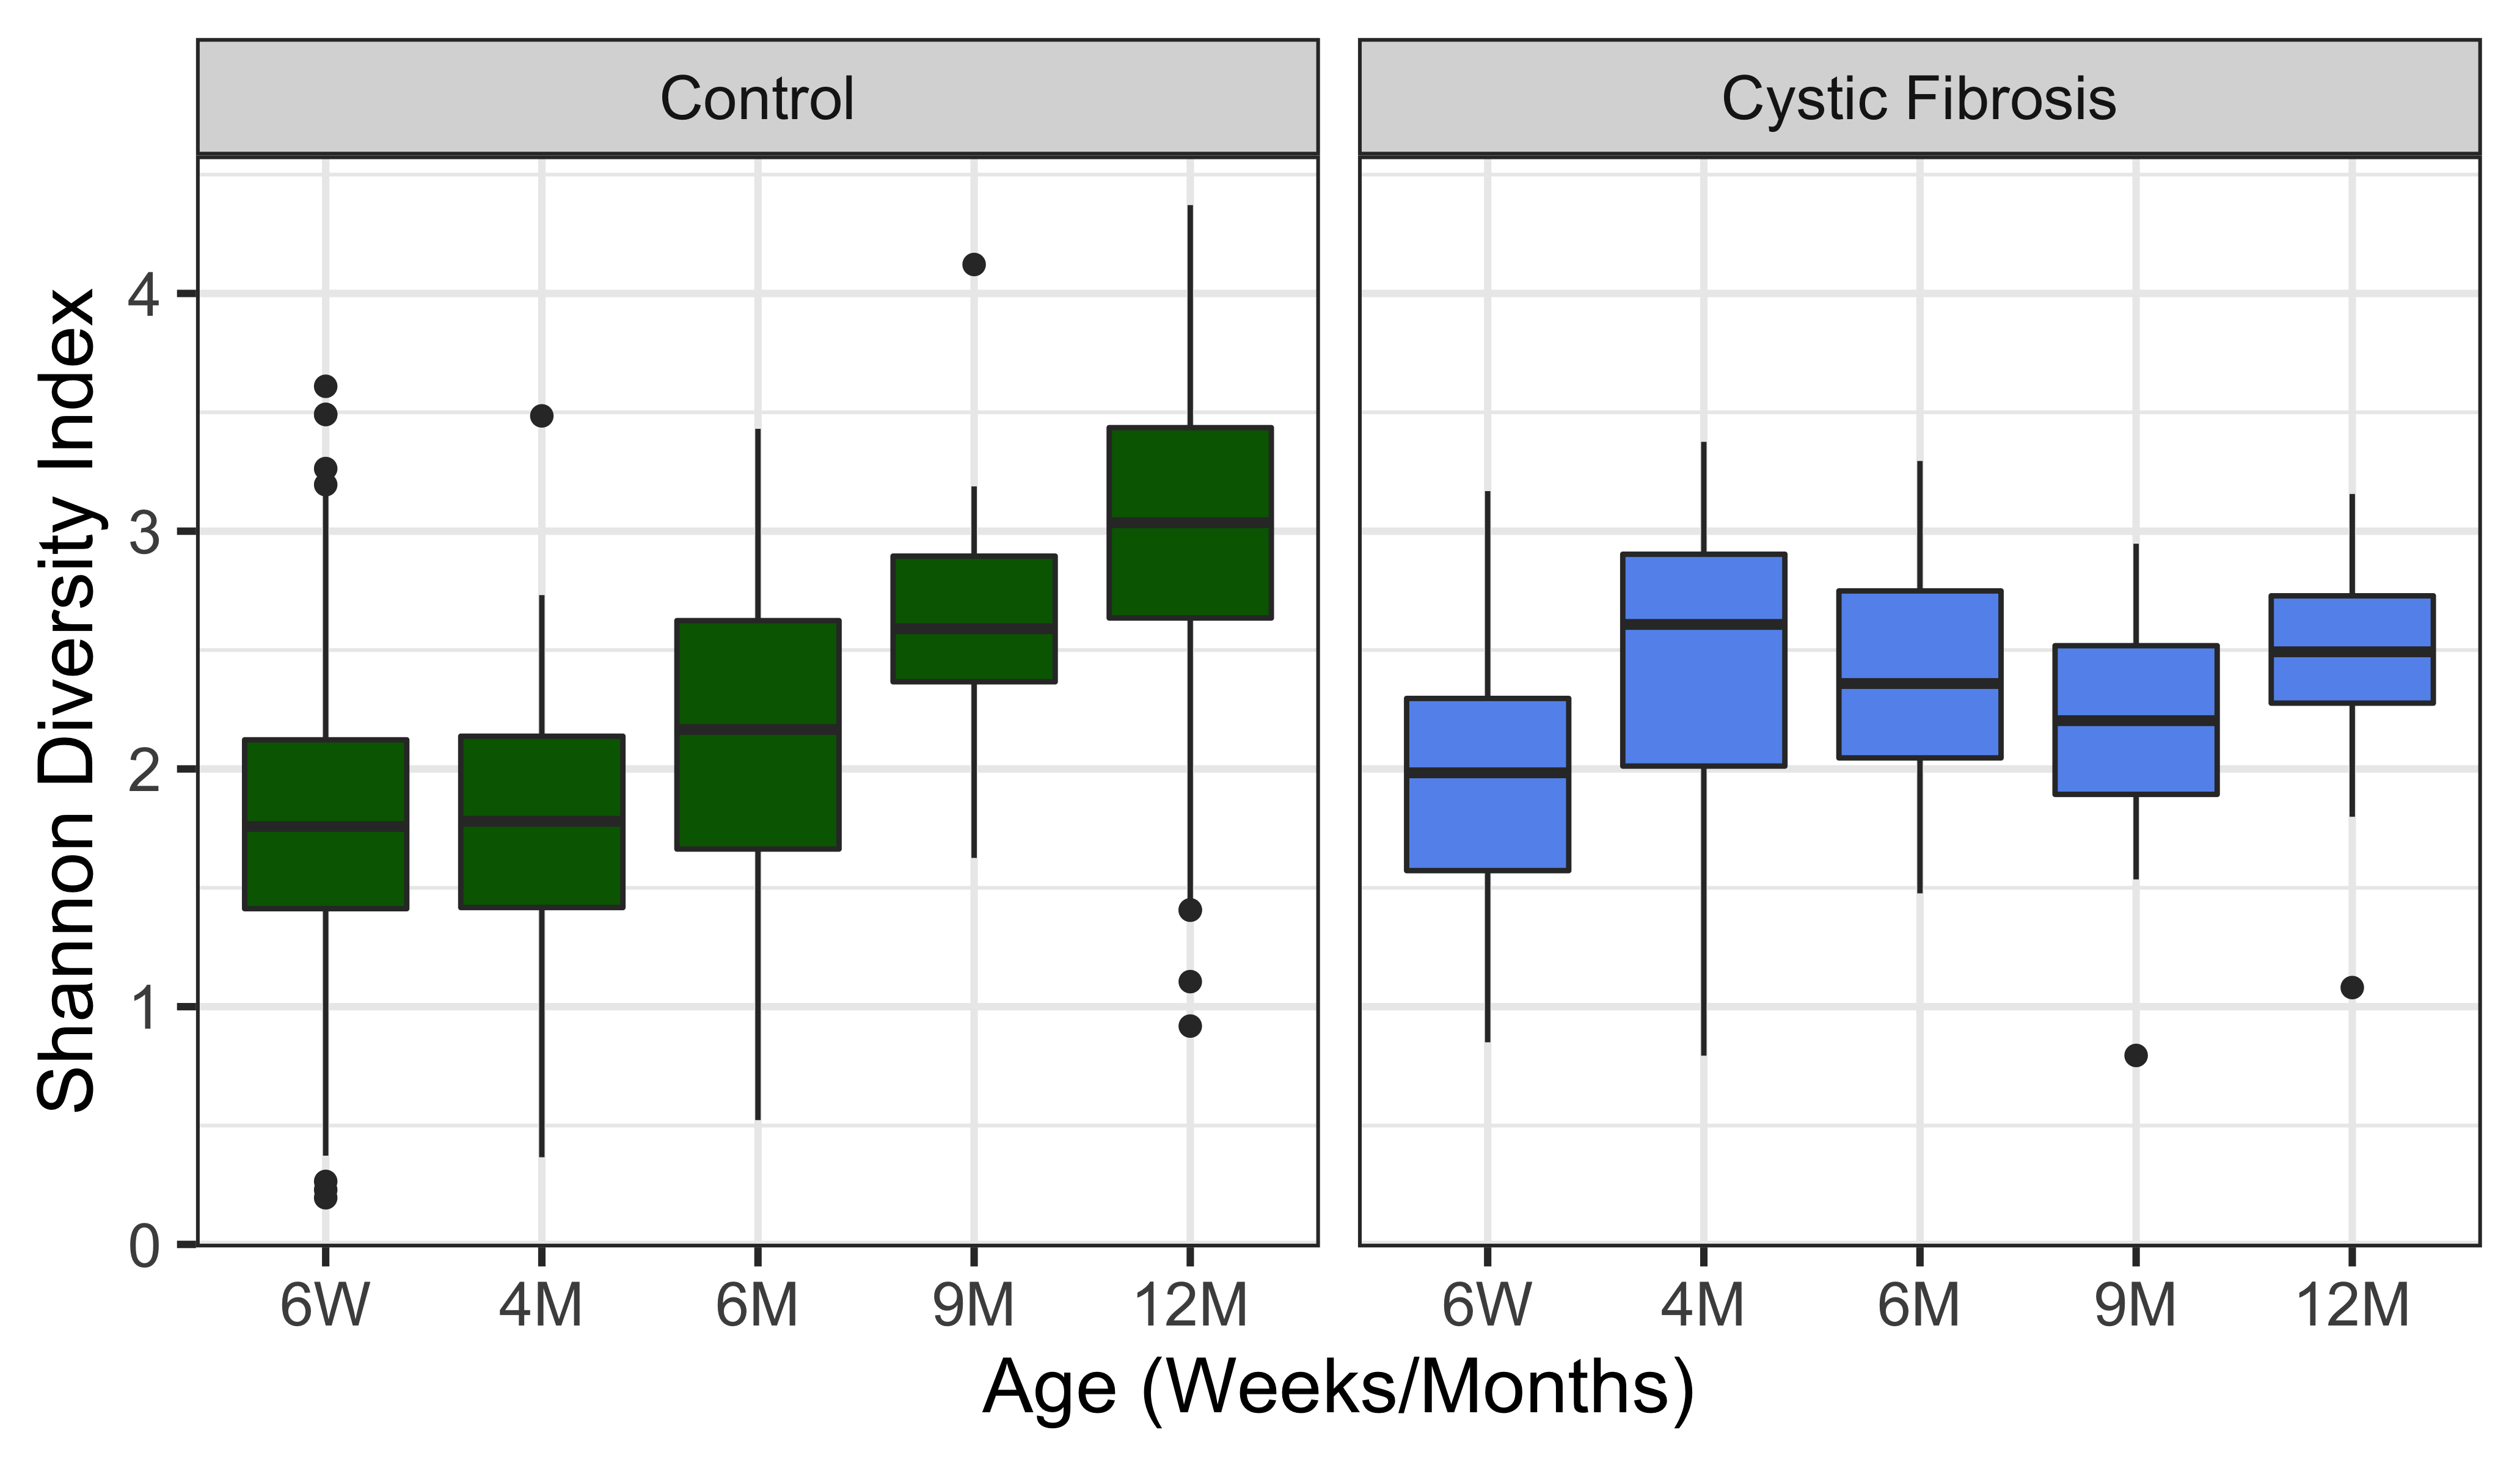 Control
Cystic Fibrosis
Shannon Diversity Index
4
3
2
1
0
6W 4M 6M 9M 12M
6W 4M 6M 9M 12M
Age (Weeks/Months)